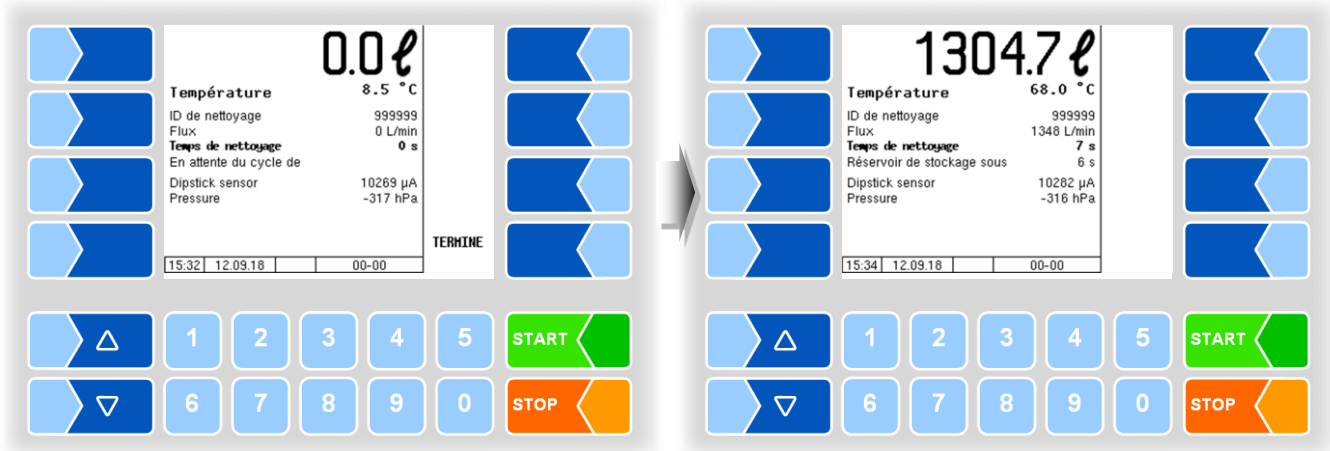 0.0 ℓ
Température 8.5 °C
ID de nettoyage 999999
Flux 0 L/min
Temps de nettoyage 0 s
En attente du cycle de
Dipstick sensor 10269 µA
Pressure -317 hPa
TERMINE
15:32 12.09.18 00-00
1 2 3 4 5 START
6 7 8 9 0 STOP
1304.7 ℓ
Température 68.0 °C
ID de nettoyage 999999
Flux 1348 L/min
Temps de nettoyage 7 s
Réservoir de stockage sous 6 s
Dipstick sensor 10282 µA
Pressure -316 hPa
15:34 12.09.18 00-00
1 2 3 4 5 START
6 7 8 9 0 STOP